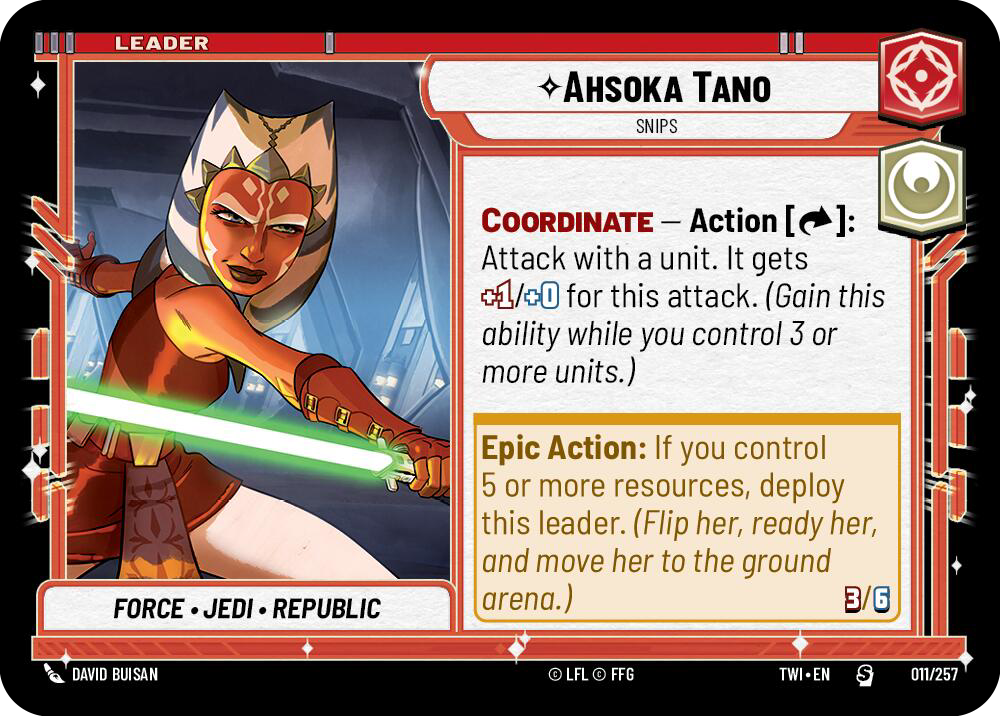 LEADER
✧AHSOKA TANO
SNIPS
COORDINATE – Action [↷]:
Attack with a unit. It gets
+1/+0 for this attack. (Gain this
ability while you control 3 or
more units.)
Epic Action: If you control
5 or more resources, deploy
this leader. (Flip her, ready her,
and move her to the ground
arena.)
3/6
FORCE • JEDI • REPUBLIC
DAVID BUISAN
© LFL © FFG
TWI • EN
S
011/257